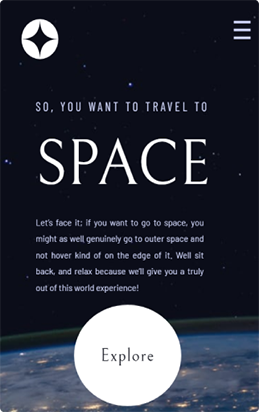 SO, YOU WANT TO TRAVEL TO
SPACE
Let's face it; if you want to go to space, you
might as well genuinely go to outer space and
not hover kind of on the edge of it. Well sit
back, and relax because we'll give you a truly
out of this world experience!
Explore